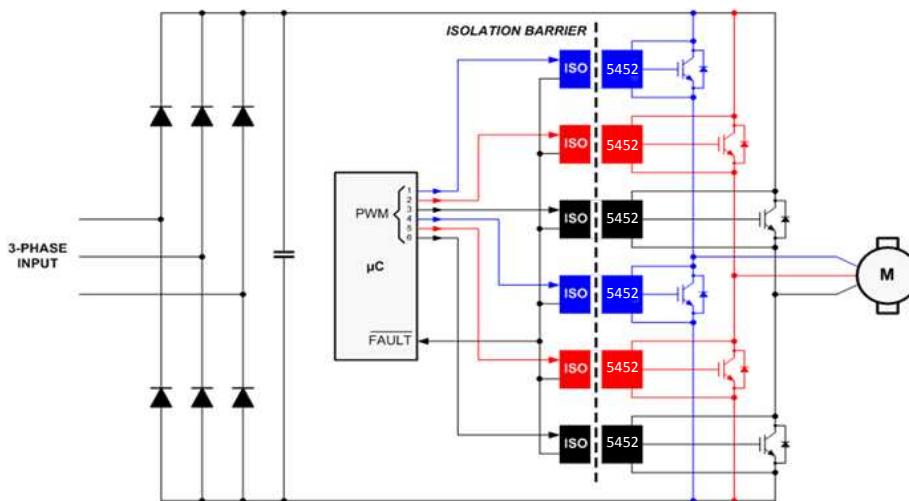 ISOLATION BARRIER
ISO 5452
ISO 5452
ISO 5452
ISO 5452
ISO 5452
ISO 5452
PWM
1
2
3
4
5
6
µC
FAULT
3-PHASE
INPUT
M